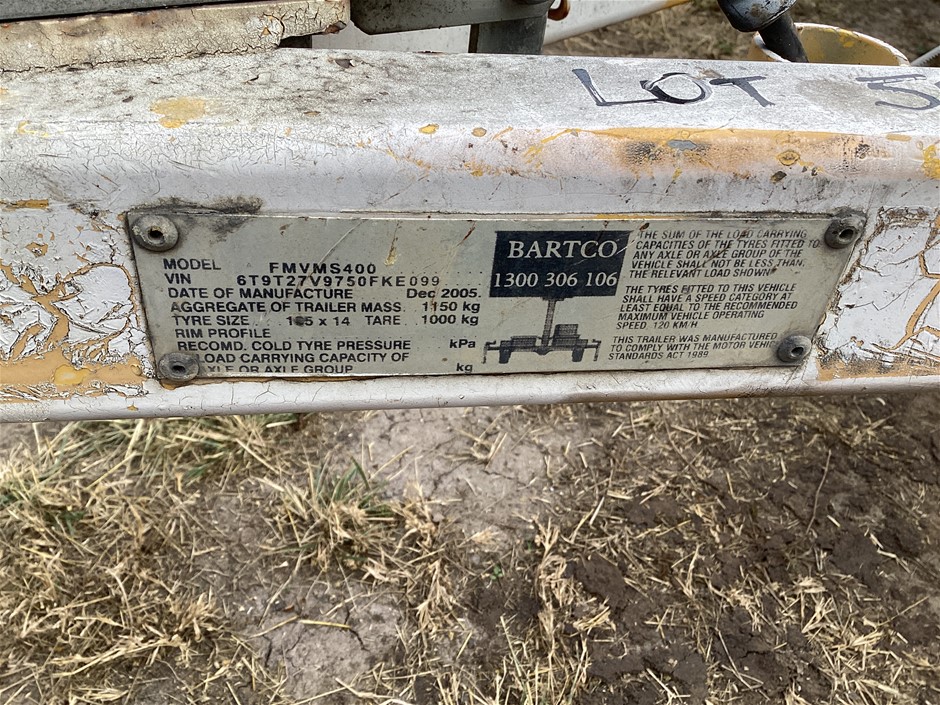 LOT 5
MODEL FMVMS400
VIN 6T9T27V9750FKE099
DATE OF MANUFACTURE Dec 2005.
AGGREGATE OF TRAILER MASS. 1150 kg
TYRE SIZE x 14 TARE 1000 kg
RIM PROFILE
RECOMD. COLD TYRE PRESSURE kPa
LOAD CARRYING CAPACITY OF
AXLE OR AXLE GROUP kg
BARTCO
1300 306 106
THE SUM OF THE LOAD CARRYING
CAPACITIES OF THE TYRES FITTED TO
ANY AXLE OR AXLE GROUP OF THE
VEHICLE SHALL NOT BE LESS THAN
THE RELEVANT LOAD SHOWN
THE TYRES FITTED TO THIS VEHICLE
SHALL HAVE A SPEED CATEGORY AT
LEAST EQUAL TO THE RECOMMENDED
MAXIMUM VEHICLE OPERATING
SPEED. 120 KM/H
THIS TRAILER WAS MANUFACTURED
TO COMPLY WITH THE MOTOR VEHICLE
STANDARDS ACT 1989